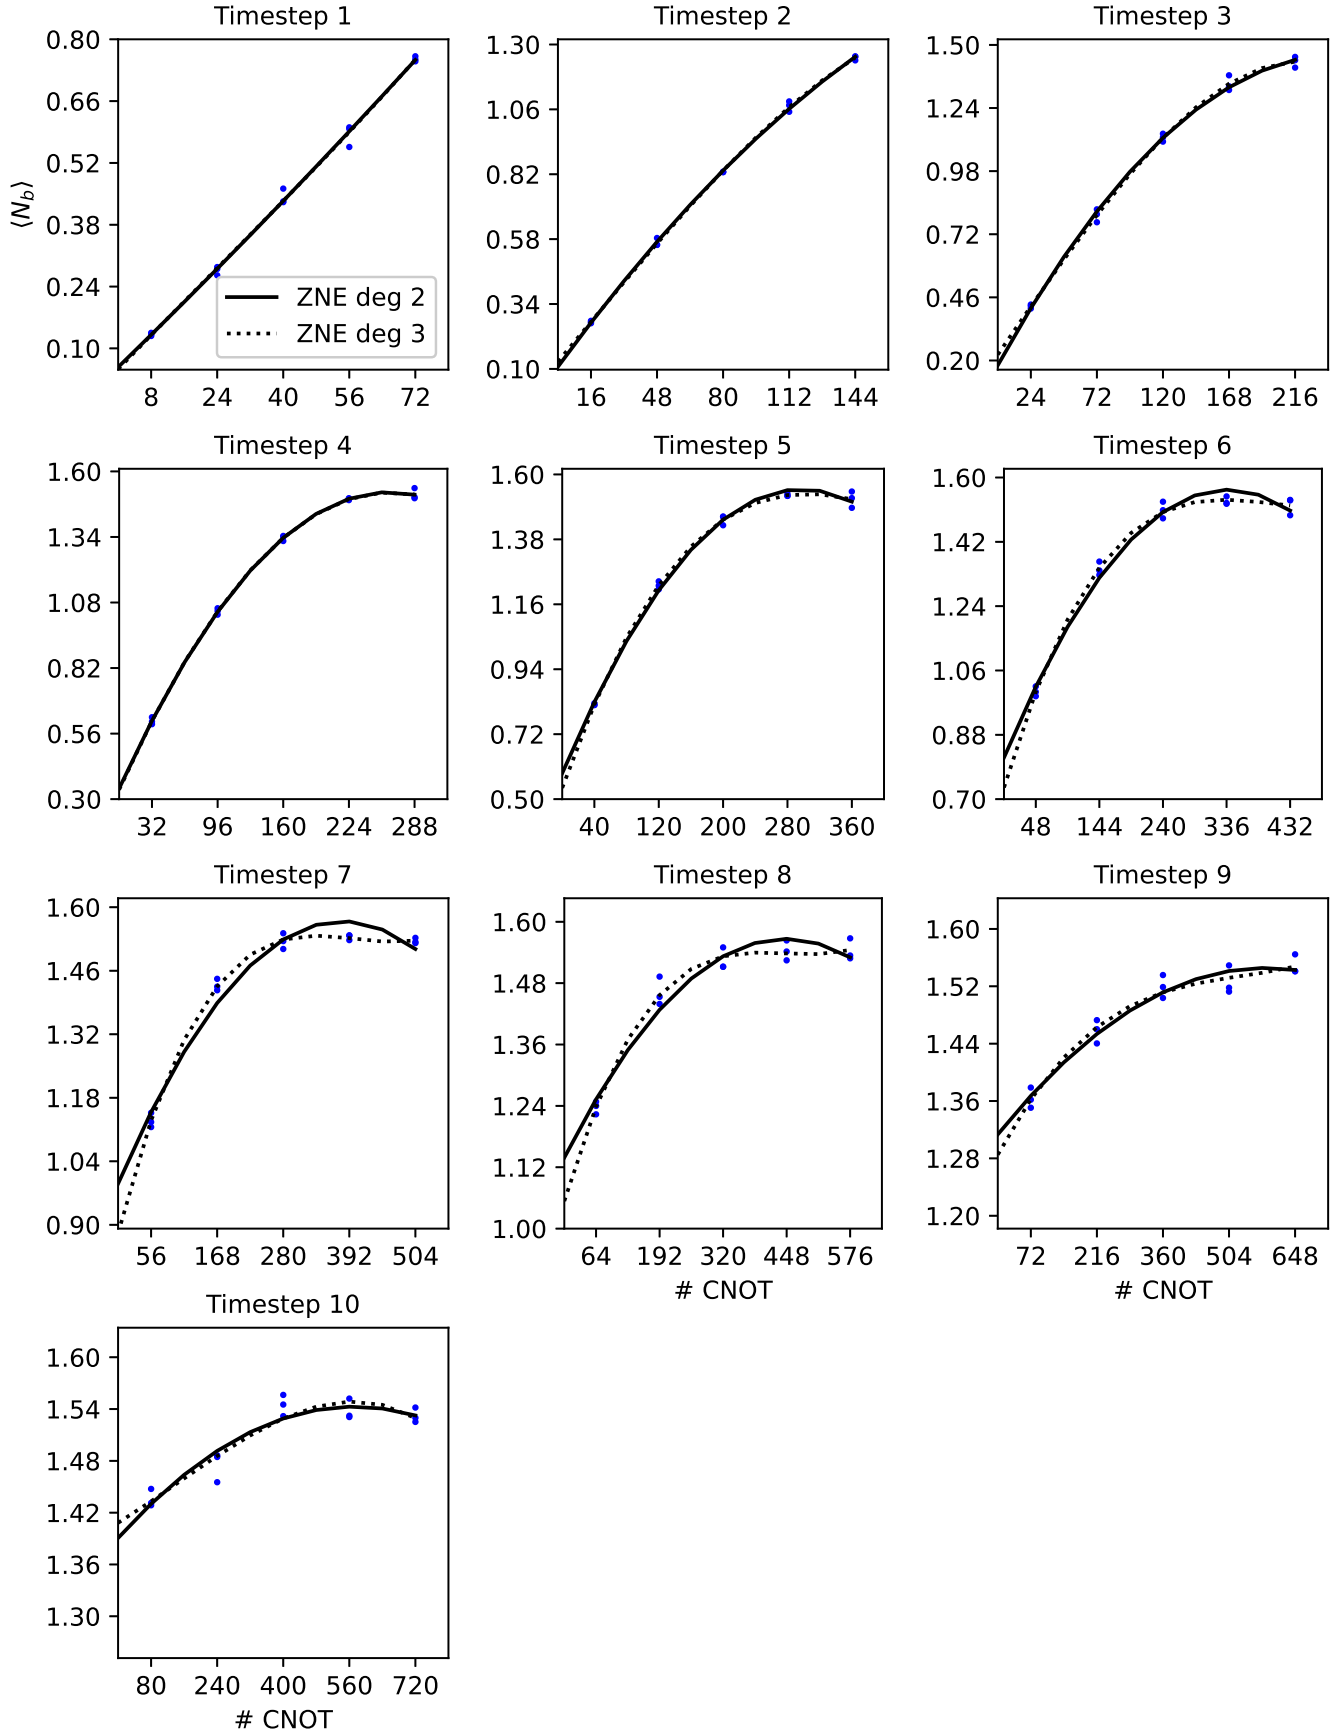 Timestep 1
0.80
0.66
0.52
0.38
0.24
0.10
⟨N_b⟩
ZNE deg 2
ZNE deg 3
8 24 40 56 72
Timestep 2
1.30
1.06
0.82
0.58
0.34
0.10
16 48 80 112 144
Timestep 3
1.50
1.24
0.98
0.72
0.46
0.20
24 72 120 168 216
Timestep 4
1.60
1.34
1.08
0.82
0.56
0.30
32 96 160 224 288
Timestep 5
1.60
1.38
1.16
0.94
0.72
0.50
40 120 200 280 360
Timestep 6
1.60
1.42
1.24
1.06
0.88
0.70
48 144 240 336 432
Timestep 7
1.60
1.46
1.32
1.18
1.04
0.90
56 168 280 392 504
Timestep 8
1.60
1.48
1.36
1.24
1.12
1.00
64 192 320 448 576
# CNOT
Timestep 9
1.60
1.52
1.44
1.36
1.28
1.20
72 216 360 504 648
# CNOT
Timestep 10
1.60
1.54
1.48
1.42
1.36
1.30
80 240 400 560 720
# CNOT